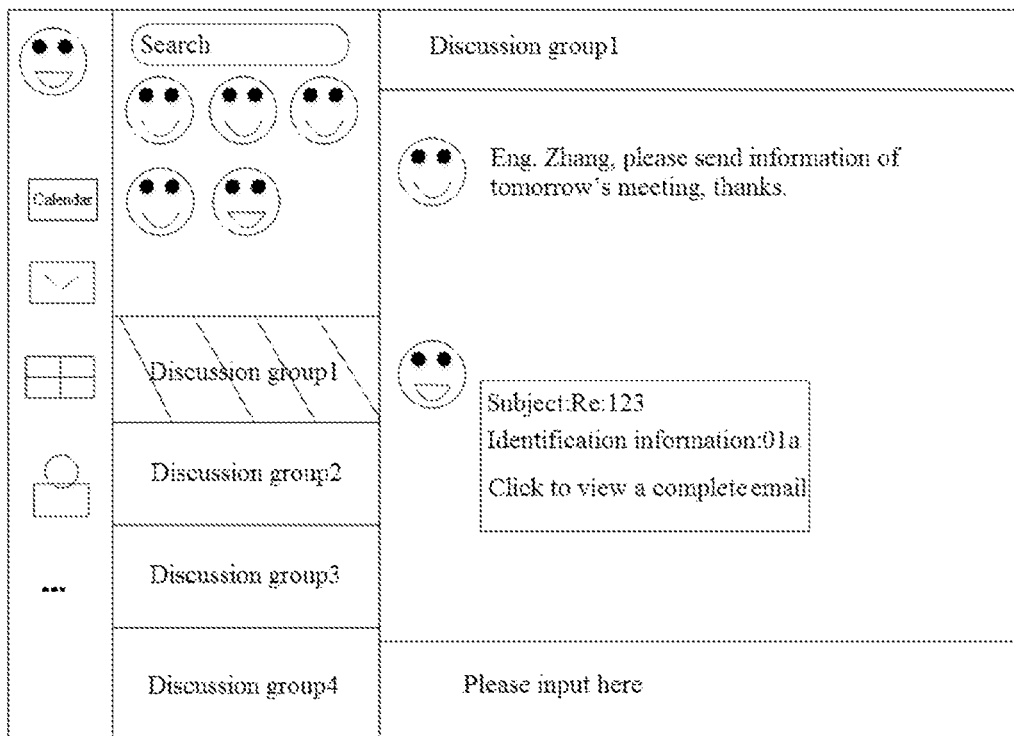 Calendar
Search
Discussion group1
Discussion group2
Discussion group3
Discussion group4
Discussion group1
Eng. Zhang, please send information of
tomorrow's meeting, thanks.
Subject:Re:123
Identification information:01a
Click to view a complete email
Please input here